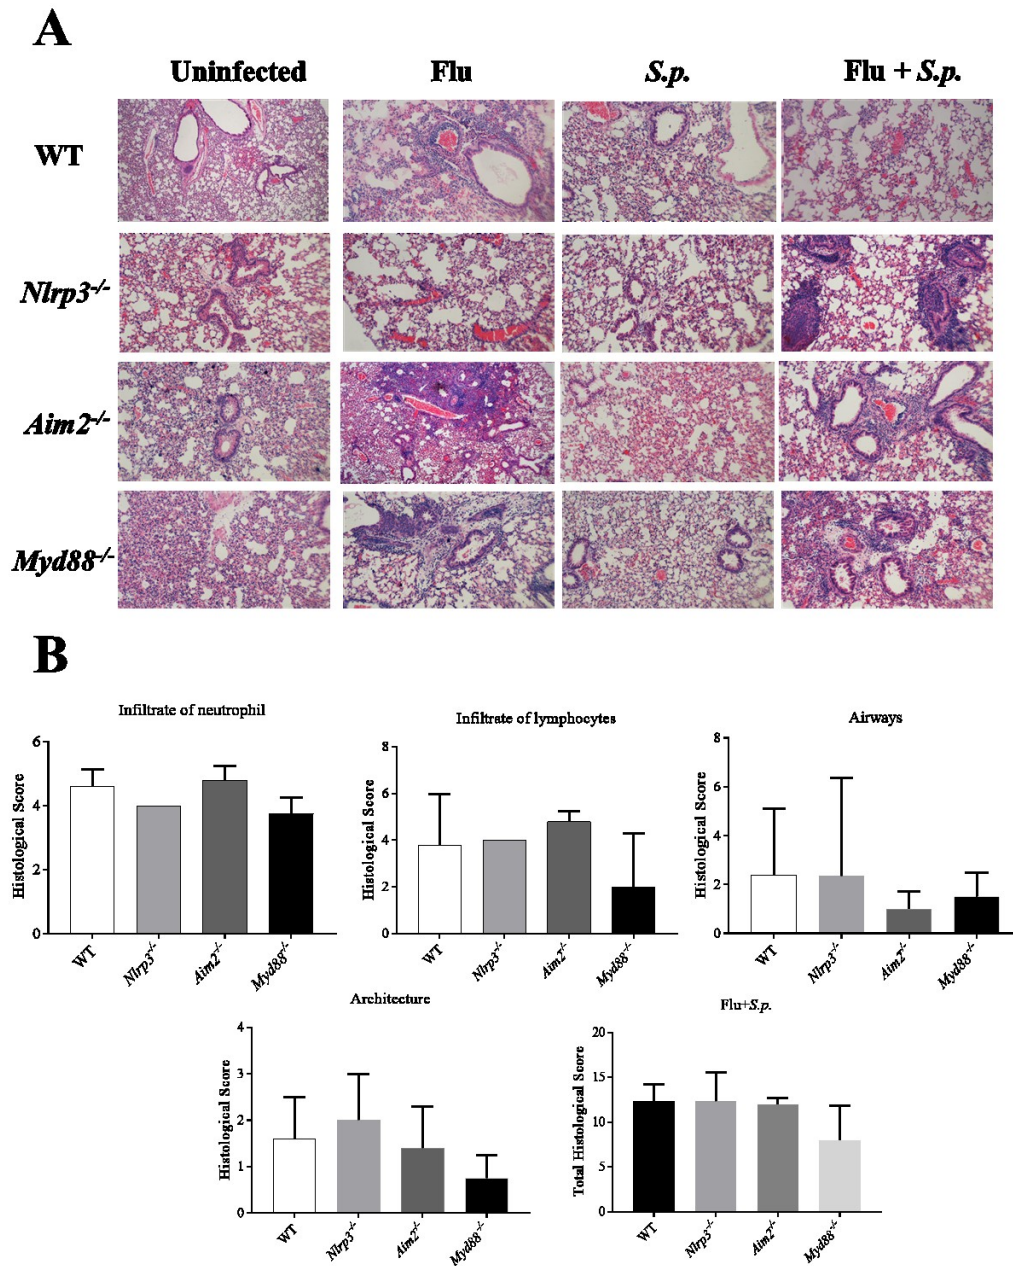 A
Uninfected Flu S.p. Flu + S.p.
WT
Nlrp3-/-
Aim2-/-
Myd88-/-
B
Infiltrate of neutrophil
Histological Score
6
4
2
0
WT Nlrp3-/- Aim2-/- Myd88-/-
Infiltrate of lymphocytes
Histological Score
8
6
4
2
0
WT Nlrp3-/- Aim2-/- Myd88-/-
Airways
Histological Score
8
6
4
2
0
WT Nlrp3-/- Aim2-/- Myd88-/-
Architecture
Histological Score
4
3
2
1
0
WT Nlrp3-/- Aim2-/- Myd88-/-
Flu+S.p.
Total Histological Score
20
15
10
5
0
WT Nlrp3-/- Aim2-/- Myd88-/-